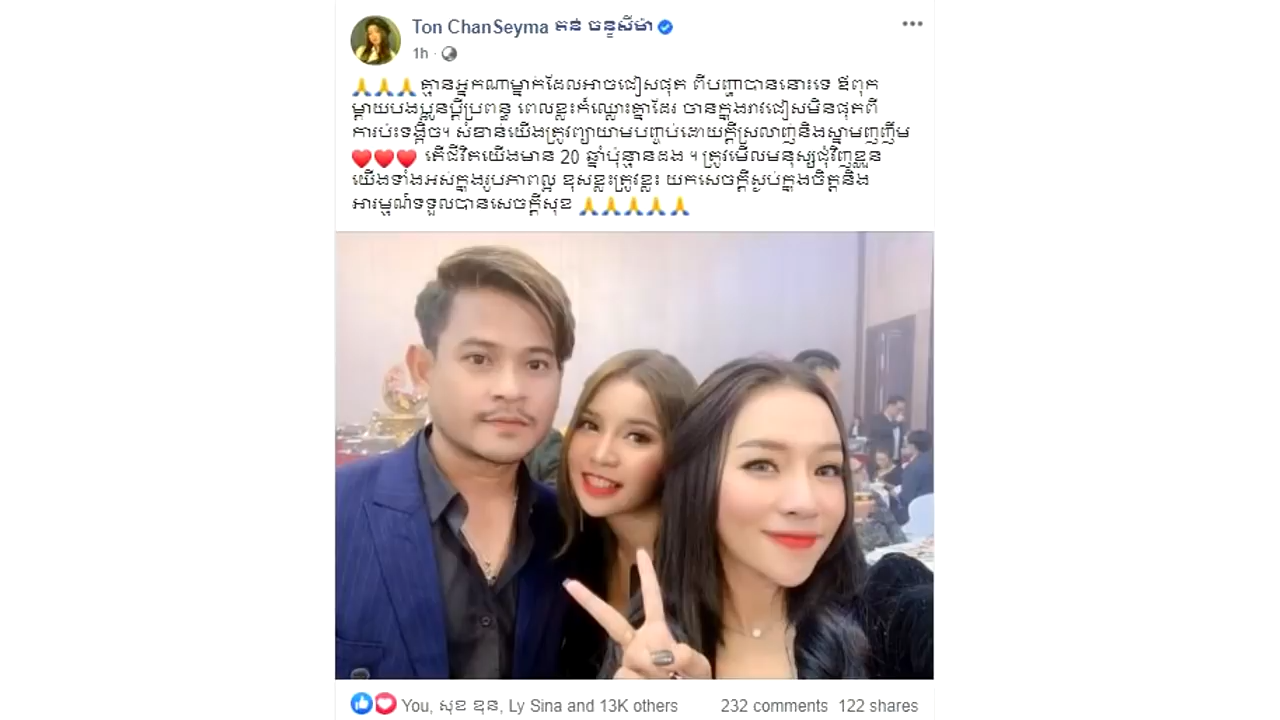 Ton ChanSeyma តន់ ចន្ទសីម៉ា
1h ·
🙏🙏🙏គ្មានអ្នកណាម្នាក់ដែលអាចជៀសផុត ពីបញ្ហាបាននោះទេ ឪពុក
ម្តាយបងប្អូនប្តីប្រពន្ធ ពេលខ្លះកំឈ្លោះគ្នាដែរ ចានក្នុងរាវជៀសមិនផុតពី
ការប៉ះទង្គិច។ សំខាន់យើងត្រូវព្យាយាមបញ្ចប់ដោយក្តីស្រលាញ់និងស្នាមញញឹម
❤️❤️❤️ តើជីវិតយើងមាន 20 ឆ្នាំប៉ុន្មានដង ។ ត្រូវមើលមនុស្សជុំវិញខ្លួន
យើងទាំងអស់ក្នុងរូបភាពល្អ ខុសខ្លះត្រូវខ្លះ យកសេចក្តីស្ងប់ក្នុងចិត្តនិង
អារម្មណ៍ទទួលបានសេចក្តីសុខ 🙏🙏🙏🙏🙏
You, សុខ ឌុន, Ly Sina and 13K others 232 comments 122 shares